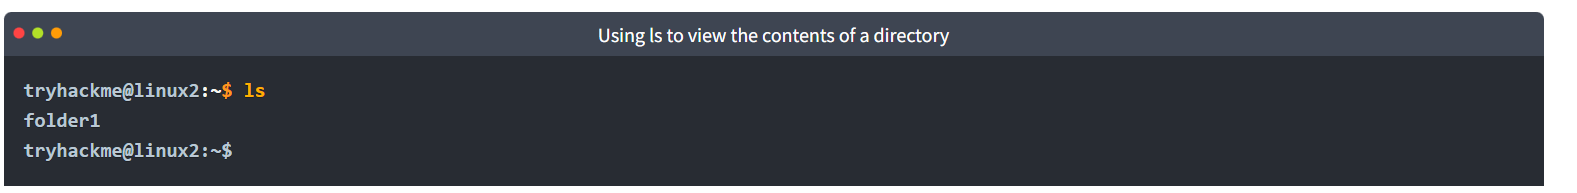 Using ls to view the contents of a directory
tryhackme@linux2:~$ ls
folder1
tryhackme@linux2:~$